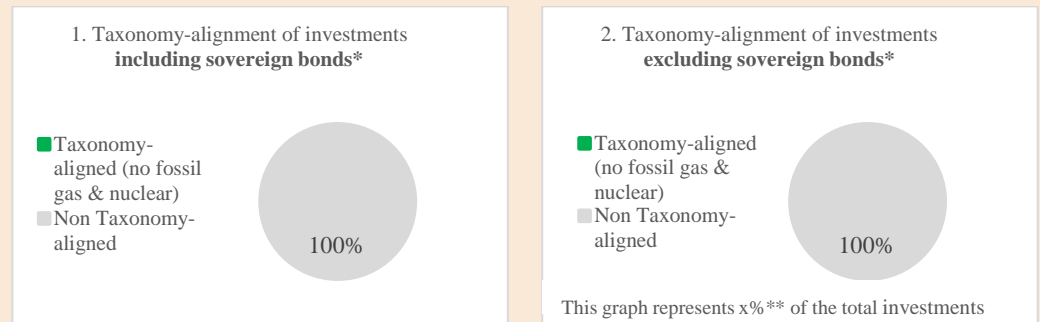 1. Taxonomy-alignment of investments
including sovereign bonds*
Taxonomy-
aligned (no fossil
gas & nuclear)
Non Taxonomy-
aligned
100%
2. Taxonomy-alignment of investments
excluding sovereign bonds*
Taxonomy-aligned
(no fossil gas &
nuclear)
Non Taxonomy-
aligned
100%
This graph represents x%** of the total investments